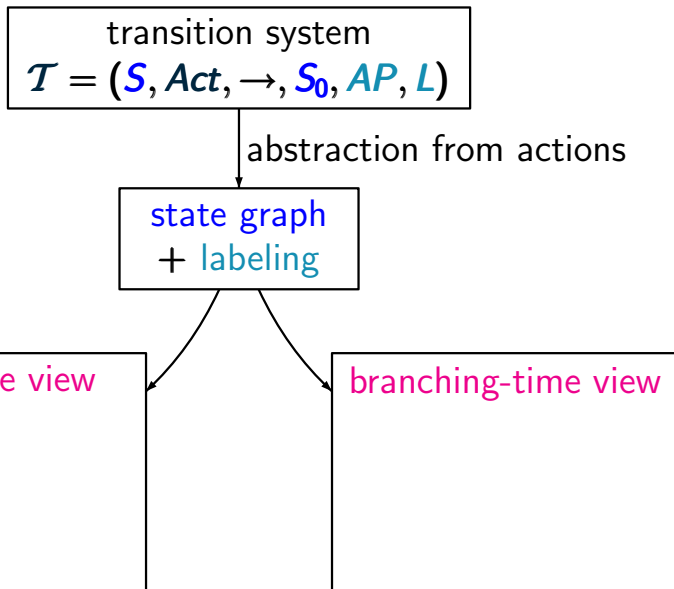 transition system
𝒯 = (S, Act, →, S₀, AP, L)
abstraction from actions
state graph
+ labeling
e view
branching-time view